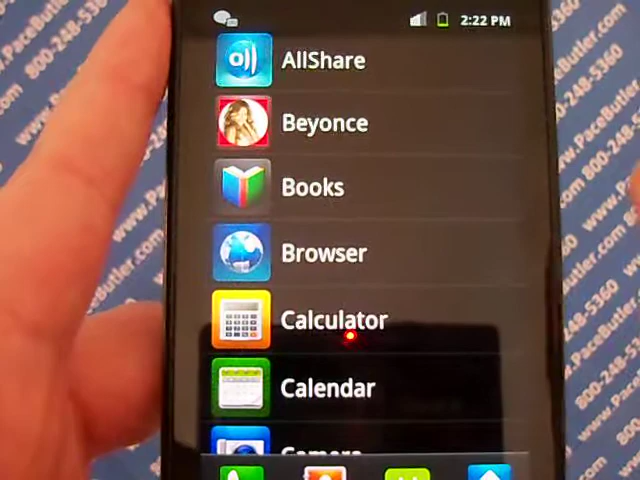 2:22 PM
AllShare
Beyonce
Books
Browser
Calculator
Calendar
Camera
www.PaceButler.com 800-248-5360